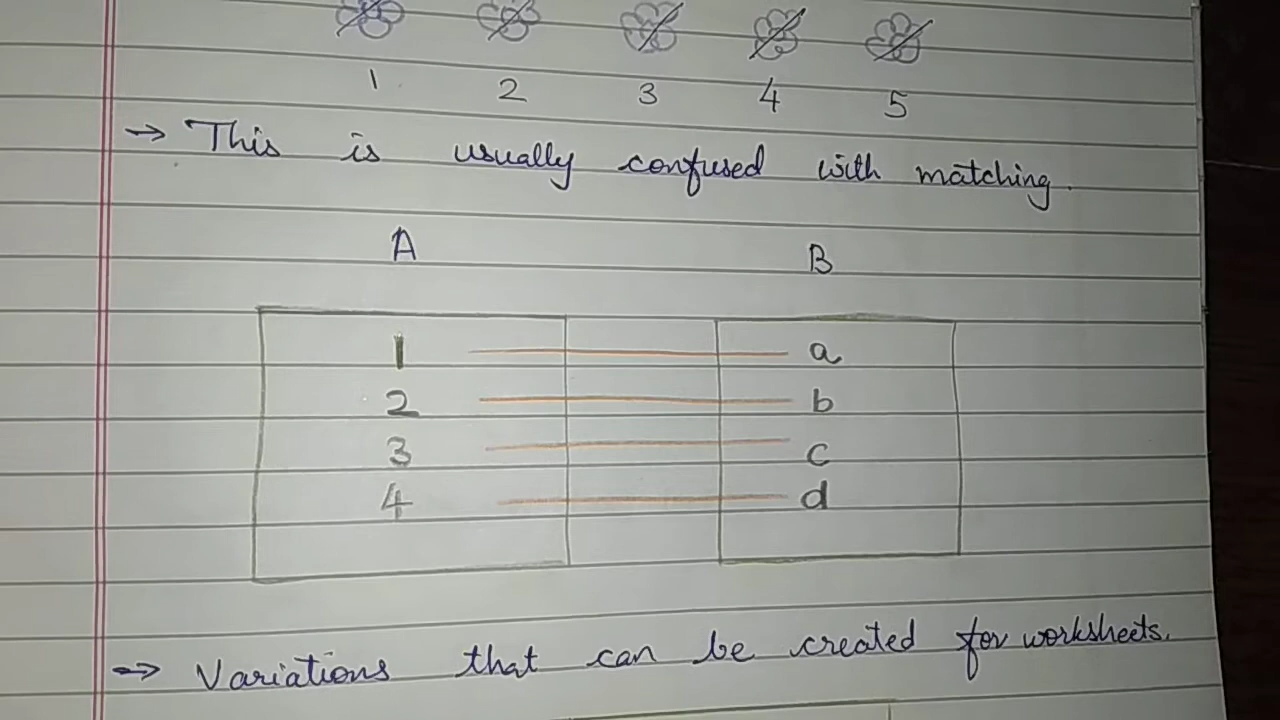 1 2 3 4 5
→ This is usually confused with matching.
A B
1 a
2 b
3 c
4 d
→ Variations that can be created for worksheets.